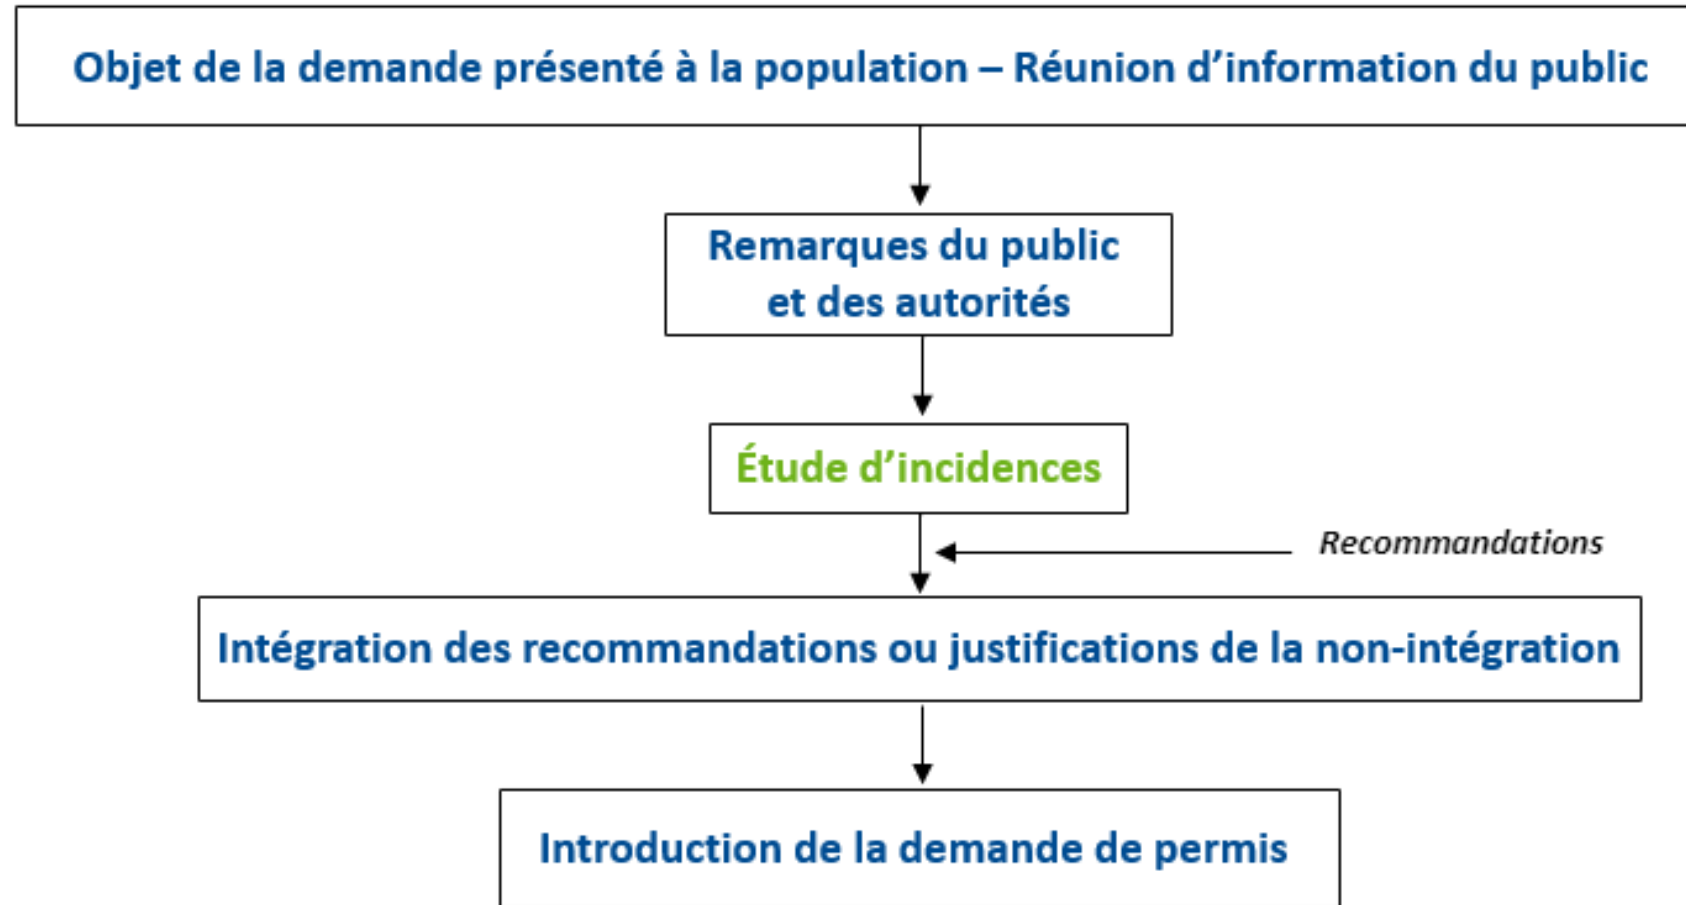 Objet de la demande présenté à la population – Réunion d’information du public
Remarques du public
et des autorités
Étude d’incidences
Recommandations
Intégration des recommandations ou justifications de la non-intégration
Introduction de la demande de permis